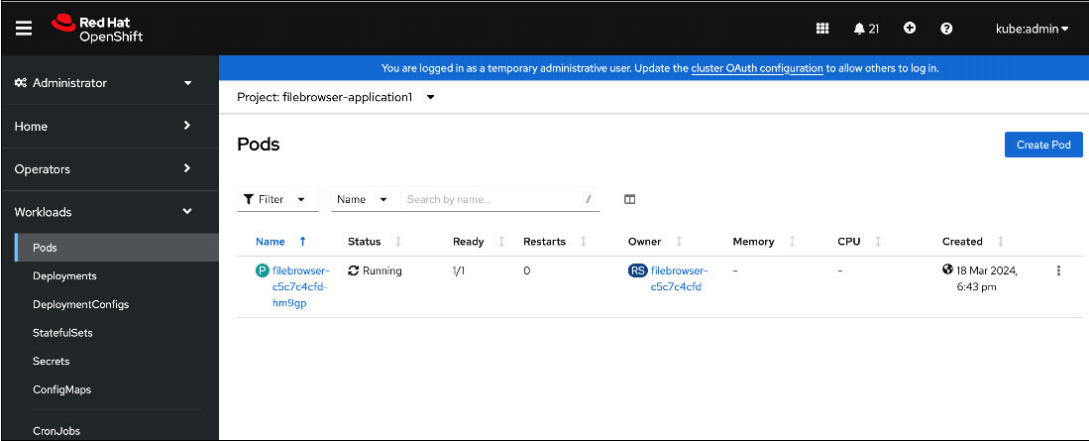 Red Hat
OpenShift
21
kube:admin
Administrator
You are logged in as a temporary administrative user. Update the cluster OAuth configuration to allow others to log in.
Project: filebrowser-application1
Home
Operators
Workloads
Pods
Deployments
DeploymentConfigs
StatefulSets
Secrets
ConfigMaps
CronJobs
Pods
Create Pod
Filter
Name
Search by name...
/
Name Status Ready Restarts Owner Memory CPU Created
P filebrowser- Running 1/1 0 RS filebrowser- - - 18 Mar 2024,
c5c7c4cfd- c5c7c4cfd 6:43 pm
hm9gp